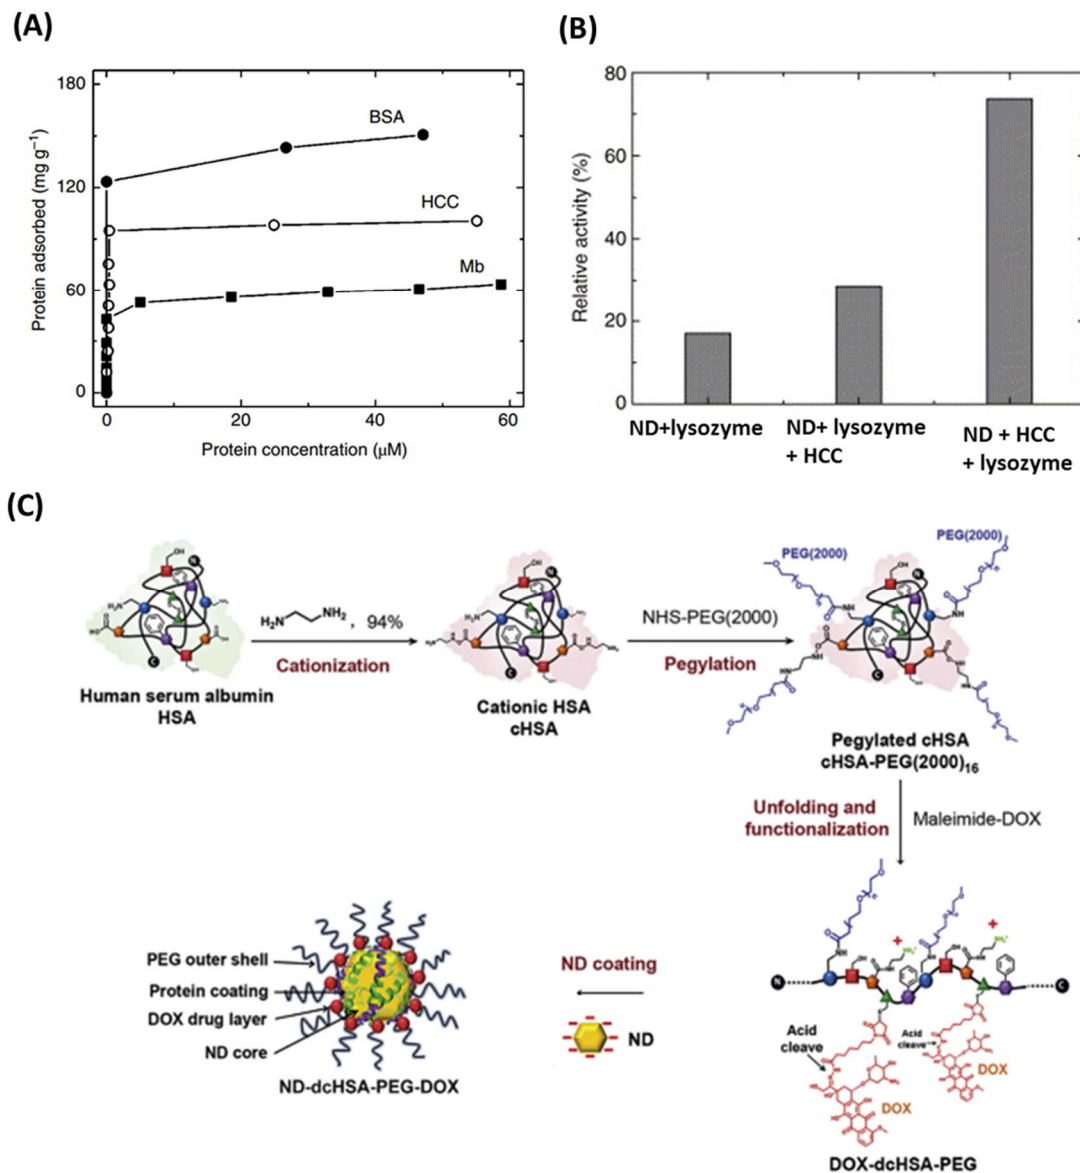 (A)
180
120
60
0
Protein adsorbed (mg g⁻¹)
BSA
HCC
Mb
0 20 40 60
Protein concentration (μM)
(B)
80
60
40
20
0
Relative activity (%)
ND+lysozyme
ND+ lysozyme
+ HCC
ND + HCC
+ lysozyme
(C)
Human serum albumin
HSA
H₂N NH₂, 94%
Cationization
Cationic HSA
cHSA
NHS-PEG(2000)
Pegylation
PEG(2000)
PEG(2000)
Pegylated cHSA
cHSA-PEG(2000)₁₆
Unfolding and
functionalization
Maleimide-DOX
N
C
Acid
cleave
Acid
cleave
DOX
DOX
DOX-dcHSA-PEG
ND coating
ND
PEG outer shell
Protein coating
DOX drug layer
ND core
ND-dcHSA-PEG-DOX